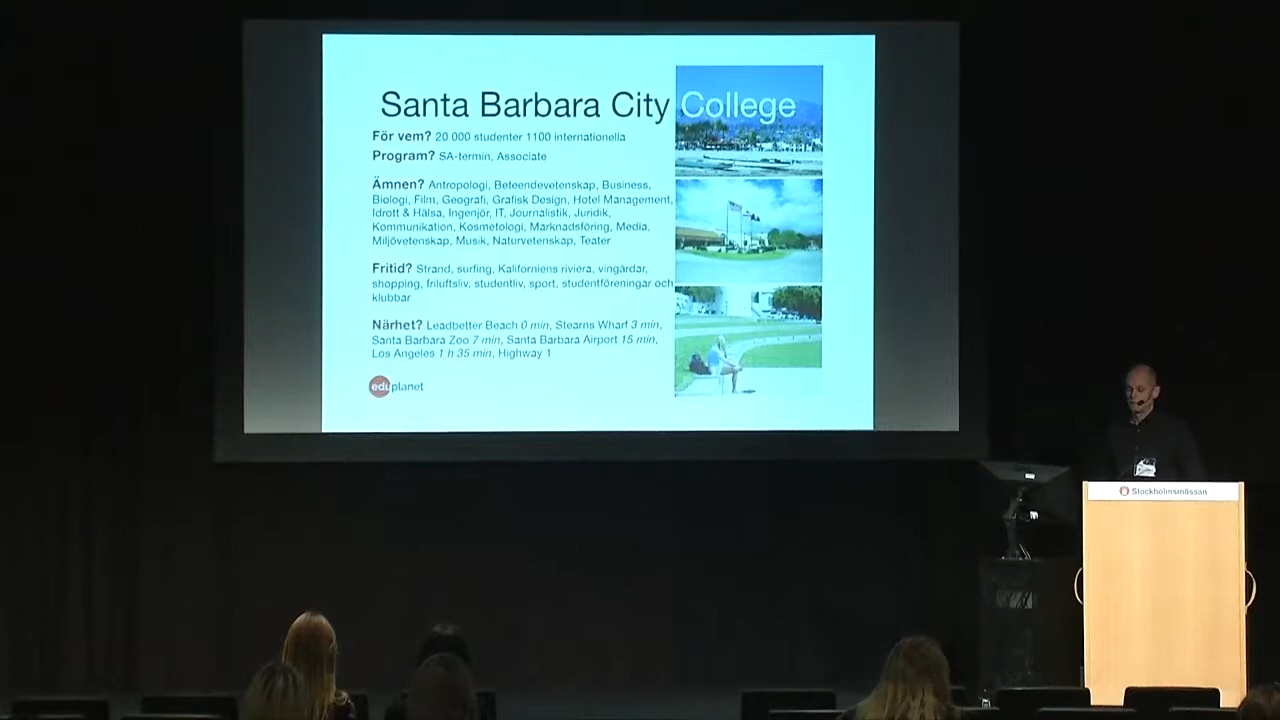 Santa Barbara City College
För vem? 20 000 studenter 1100 internationella
Program? SA-termin, Associate
Ämnen? Antropologi, Beteendevetenskap, Business,
Biologi, Film, Geografi, Grafisk Design, Hotel Management,
Idrott & Hälsa, Ingenjör, IT, Journalistik, Juridik,
Kommunikation, Kosmetologi, Marknadsföring, Media,
Miljövetenskap, Musik, Naturvetenskap, Teater
Fritid? Strand, surfing, Kaliforniens riviera, vingårdar,
shopping, friluftsliv, studentliv, sport, studentföreningar och
klubbar
Närhet? Leadbetter Beach 0 min, Stearns Wharf 3 min,
Santa Barbara Zoo 7 min, Santa Barbara Airport 15 min,
Los Angeles 1 h 35 min, Highway 1
eduplanet
Stockholmsmässan